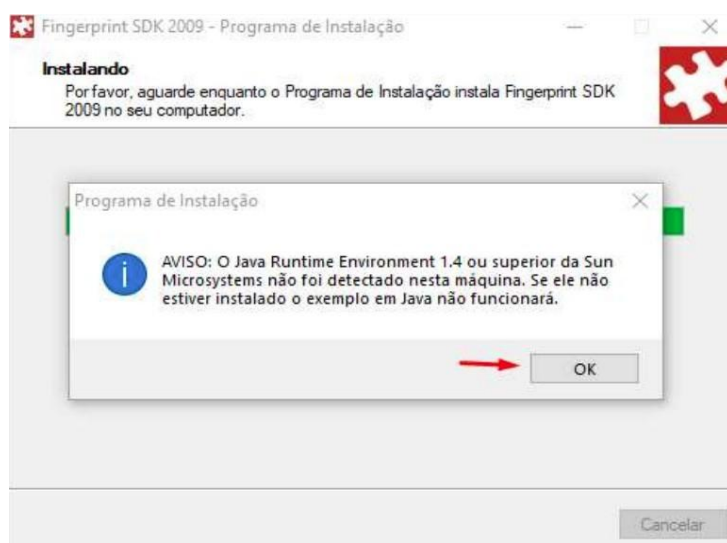 Fingerprint SDK 2009 - Programa de Instalação
Instalando
Por favor, aguarde enquanto o Programa de Instalação instala Fingerprint SDK
2009 no seu computador.
Programa de Instalação
AVISO: O Java Runtime Environment 1.4 ou superior da Sun
Microsystems não foi detectado nesta máquina. Se ele não
estiver instalado o exemplo em Java não funcionará.
OK
Cancelar